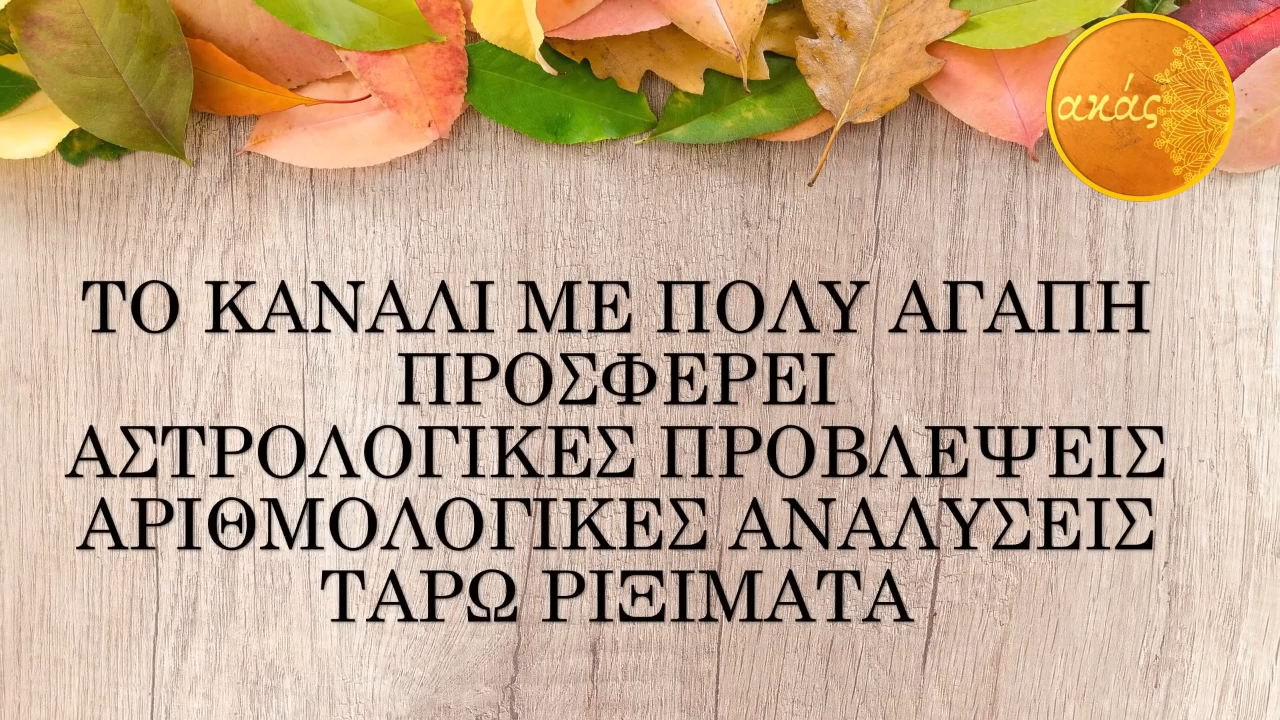 ακάς
ΤΟ ΚΑΝΑΛΙ ΜΕ ΠΟΛΥ ΑΓΑΠΗ
ΠΡΟΣΦΕΡΕΙ
ΑΣΤΡΟΛΟΓΙΚΕΣ ΠΡΟΒΛΕΨΕΙΣ
ΑΡΙΘΜΟΛΟΓΙΚΕΣ ΑΝΑΛΥΣΕΙΣ
ΤΑΡΩ ΡΙΞΙΜΑΤΑ